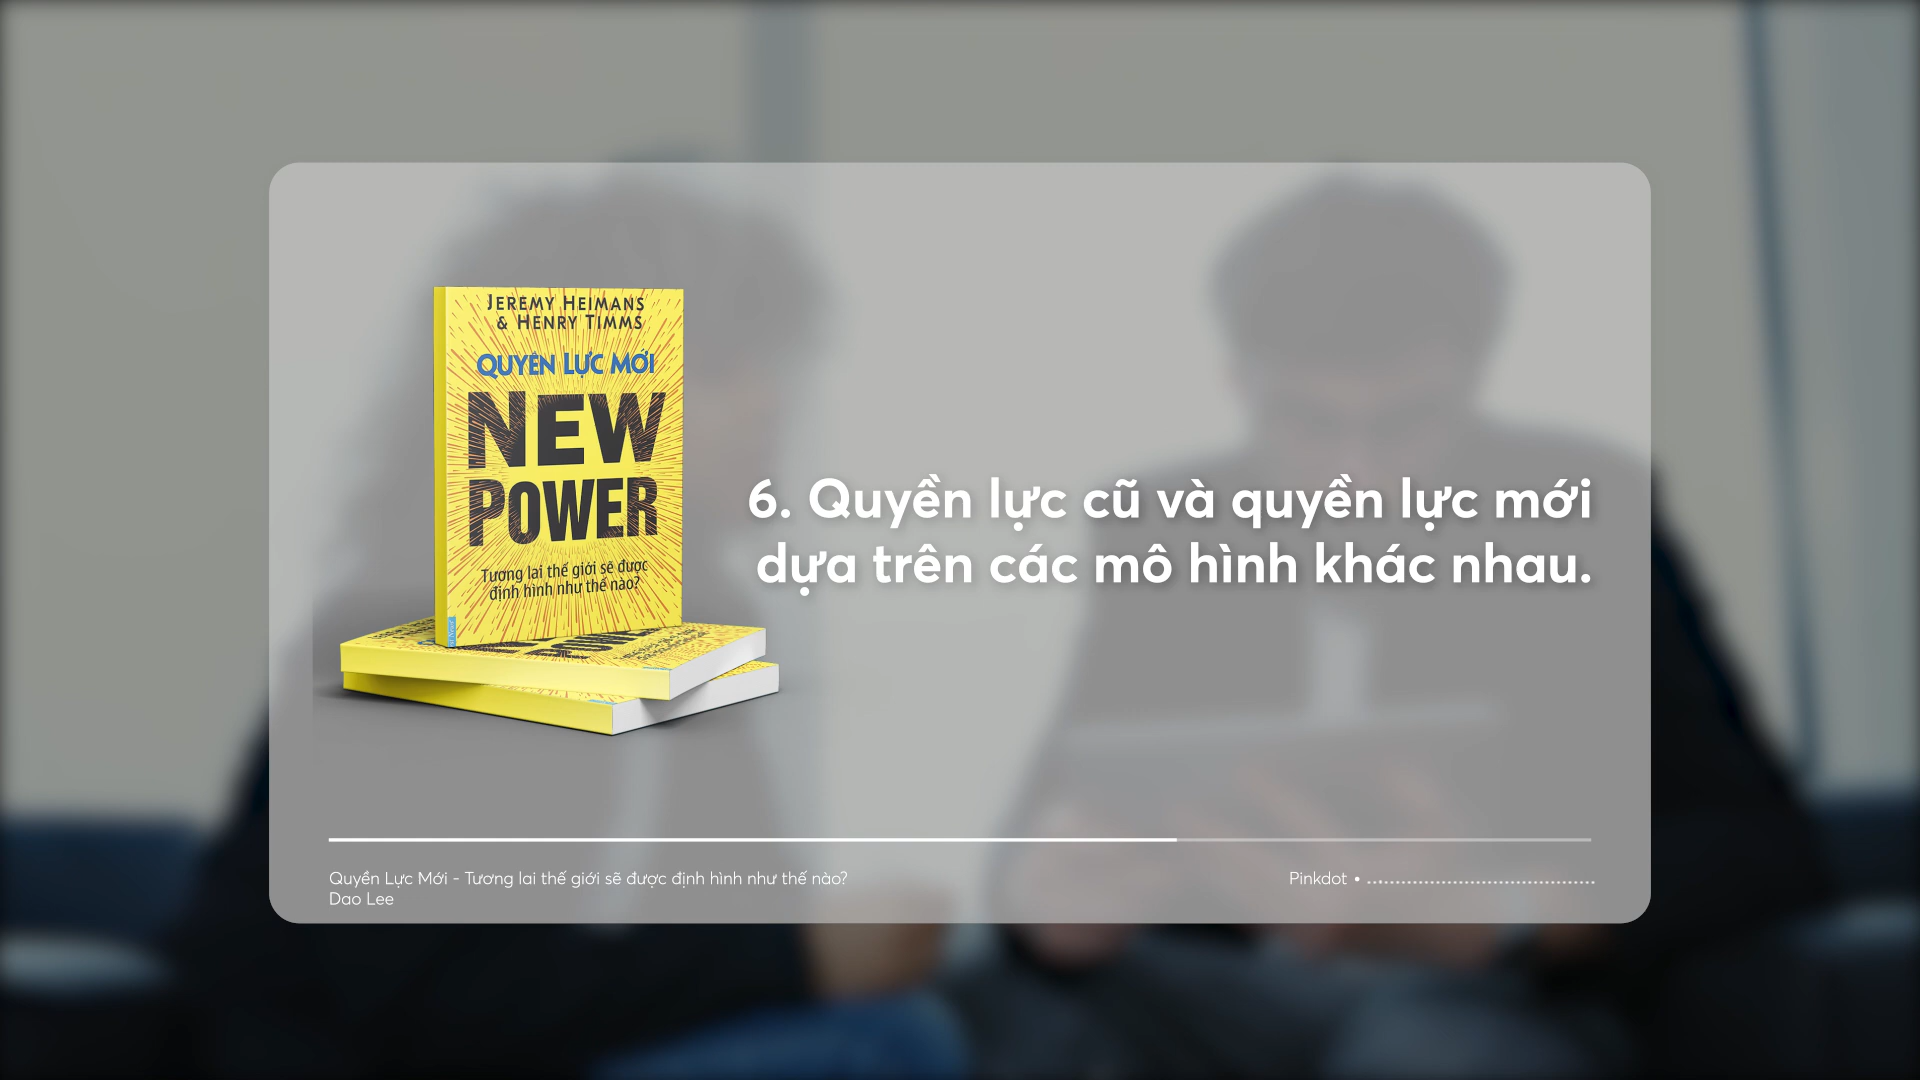 JEREMY HEIMANS
& HENRY TIMMS
QUYỀN LỰC MỚI
NEW
POWER
Tương lai thế giới sẽ được
định hình như thế nào?
6. Quyền lực cũ và quyền lực mới
dựa trên các mô hình khác nhau.
Quyền Lực Mới - Tương lai thế giới sẽ được định hình như thế nào?
Dao Lee
Pinkdot •